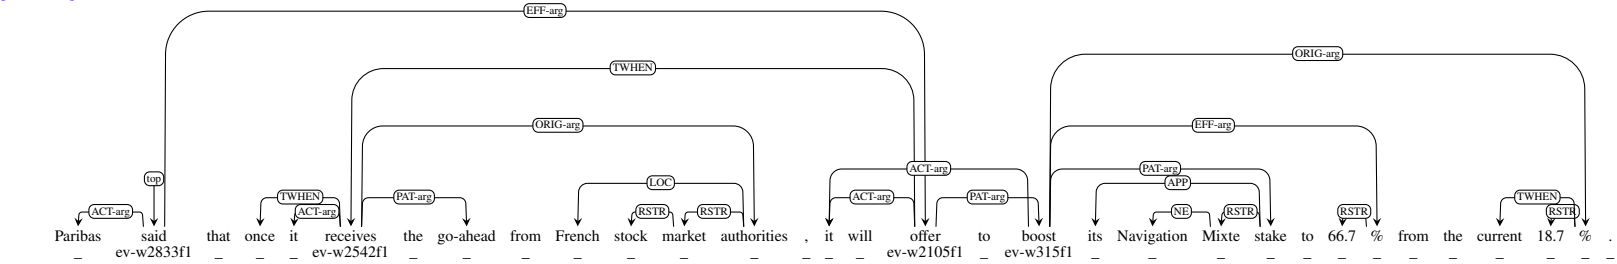 EFF-arg
ORIG-arg
TWHEN
ORIG-arg EFF-arg
ACT-arg PAT-arg
top LOC APP
TWHEN PAT-arg ACT-arg PAT-arg TWHEN
ACT-arg ACT-arg RSTR RSTR NE RSTR RSTR RSTR
Paribas said that once it receives the go-ahead from French stock market authorities , it will offer to boost its Navigation Mixte stake to 66.7 % from the current 18.7 % .
_ ev-w2833f1 _ _ _ ev-w2542f1 _ _ _ _ _ _ _ _ _ _ ev-w2105f1 _ ev-w315f1 _ _ _ _ _ _ _ _ _ _ _ _ _